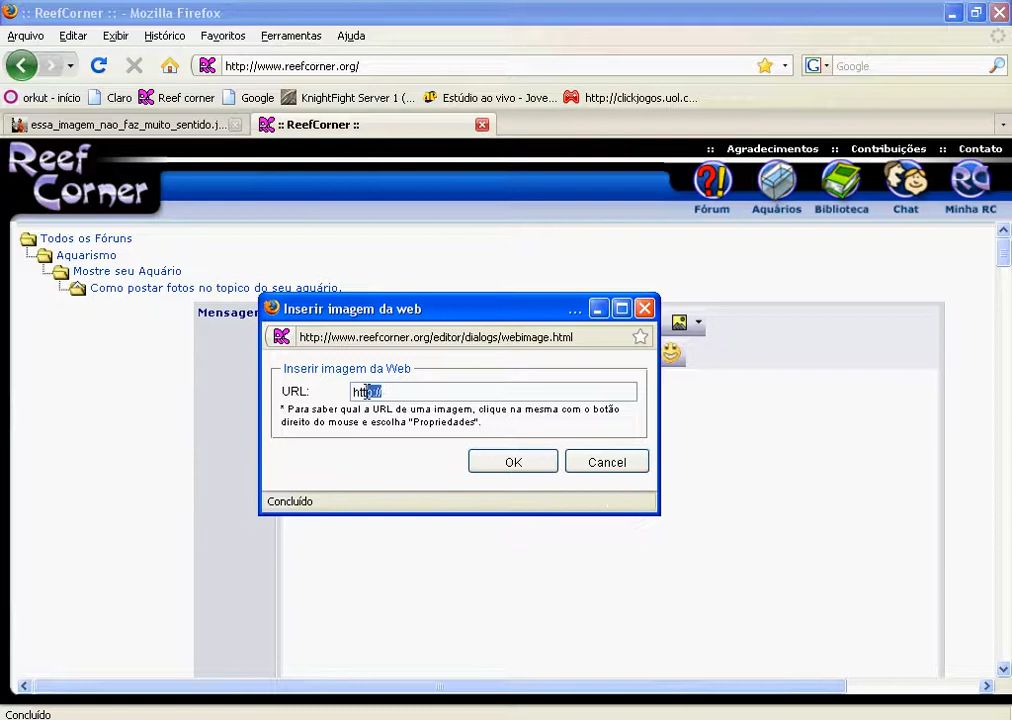 :: ReefCorner :: - Mozilla Firefox
Arquivo Editar Exibir Histórico Favoritos Ferramentas Ajuda
http://www.reefcorner.org/ Google
orkut - início Claro Reef corner Google KnightFight Server 1 (... Estúdio ao vivo - Jove... http://clickjogos.uol.c...
essa_imagem_nao_faz_muito_sentido.j... :: ReefCorner ::
:: Agradecimentos :: Contribuições :: Contato
Reef
Corner
Fórum Aquários Biblioteca Chat Minha RC
Todos os Fóruns
Aquarismo
Mostre seu Aquário
Como postar fotos no topico do seu aquário.
Mensagem
Inserir imagem da web ...
http://www.reefcorner.org/editor/dialogs/webimage.html
Inserir imagem da Web
URL: http://
* Para saber qual a URL de uma imagem, clique na mesma com o botão
direito do mouse e escolha "Propriedades".
OK Cancel
Concluído
Concluído